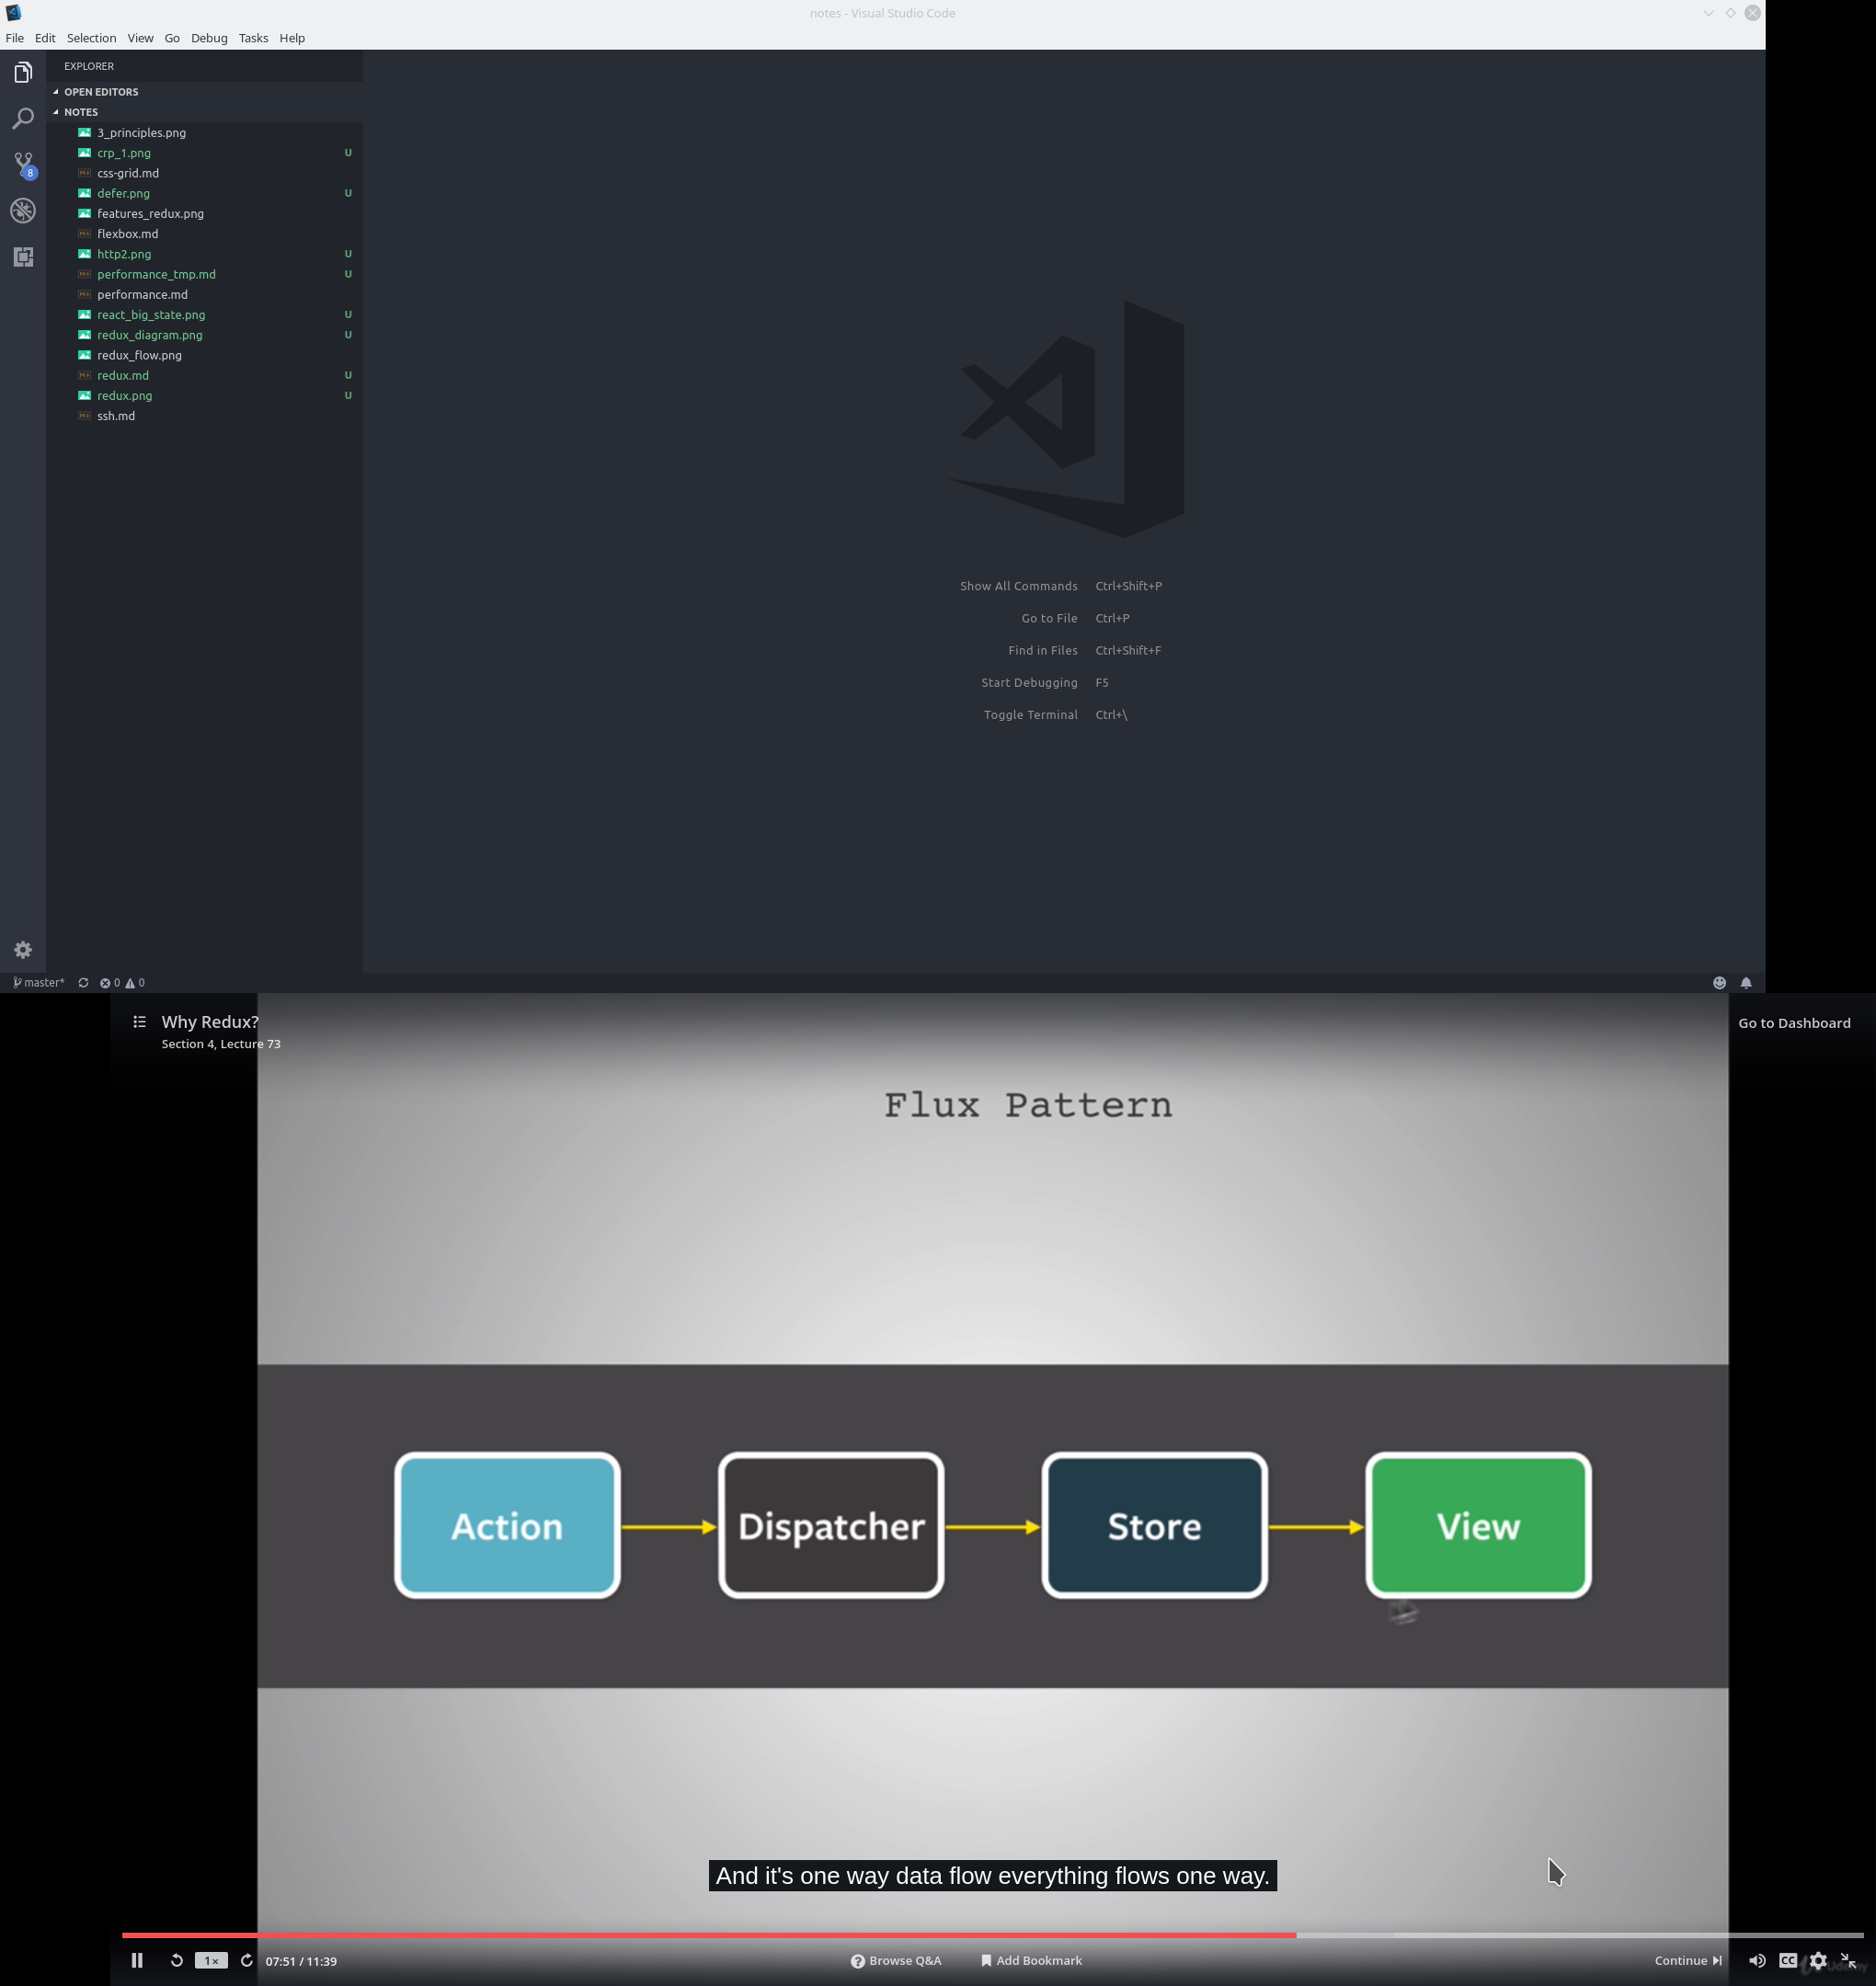 notes - Visual Studio Code
File Edit Selection View Go Debug Tasks Help
EXPLORER
OPEN EDITORS
NOTES
3_principles.png
crp_1.png U
css-grid.md
defer.png U
features_redux.png
flexbox.md
http2.png U
performance_tmp.md U
performance.md
react_big_state.png U
redux_diagram.png U
redux_flow.png
redux.md U
redux.png U
ssh.md
8
Show All Commands Ctrl+Shift+P
Go to File Ctrl+P
Find in Files Ctrl+Shift+F
Start Debugging F5
Toggle Terminal Ctrl+\
master* 0 0
Why Redux?
Section 4, Lecture 73
Go to Dashboard
Flux Pattern
Action Dispatcher Store View
And it's one way data flow everything flows one way.
1× 07:51 / 11:39 Browse Q&A Add Bookmark Continue CC
Udemy